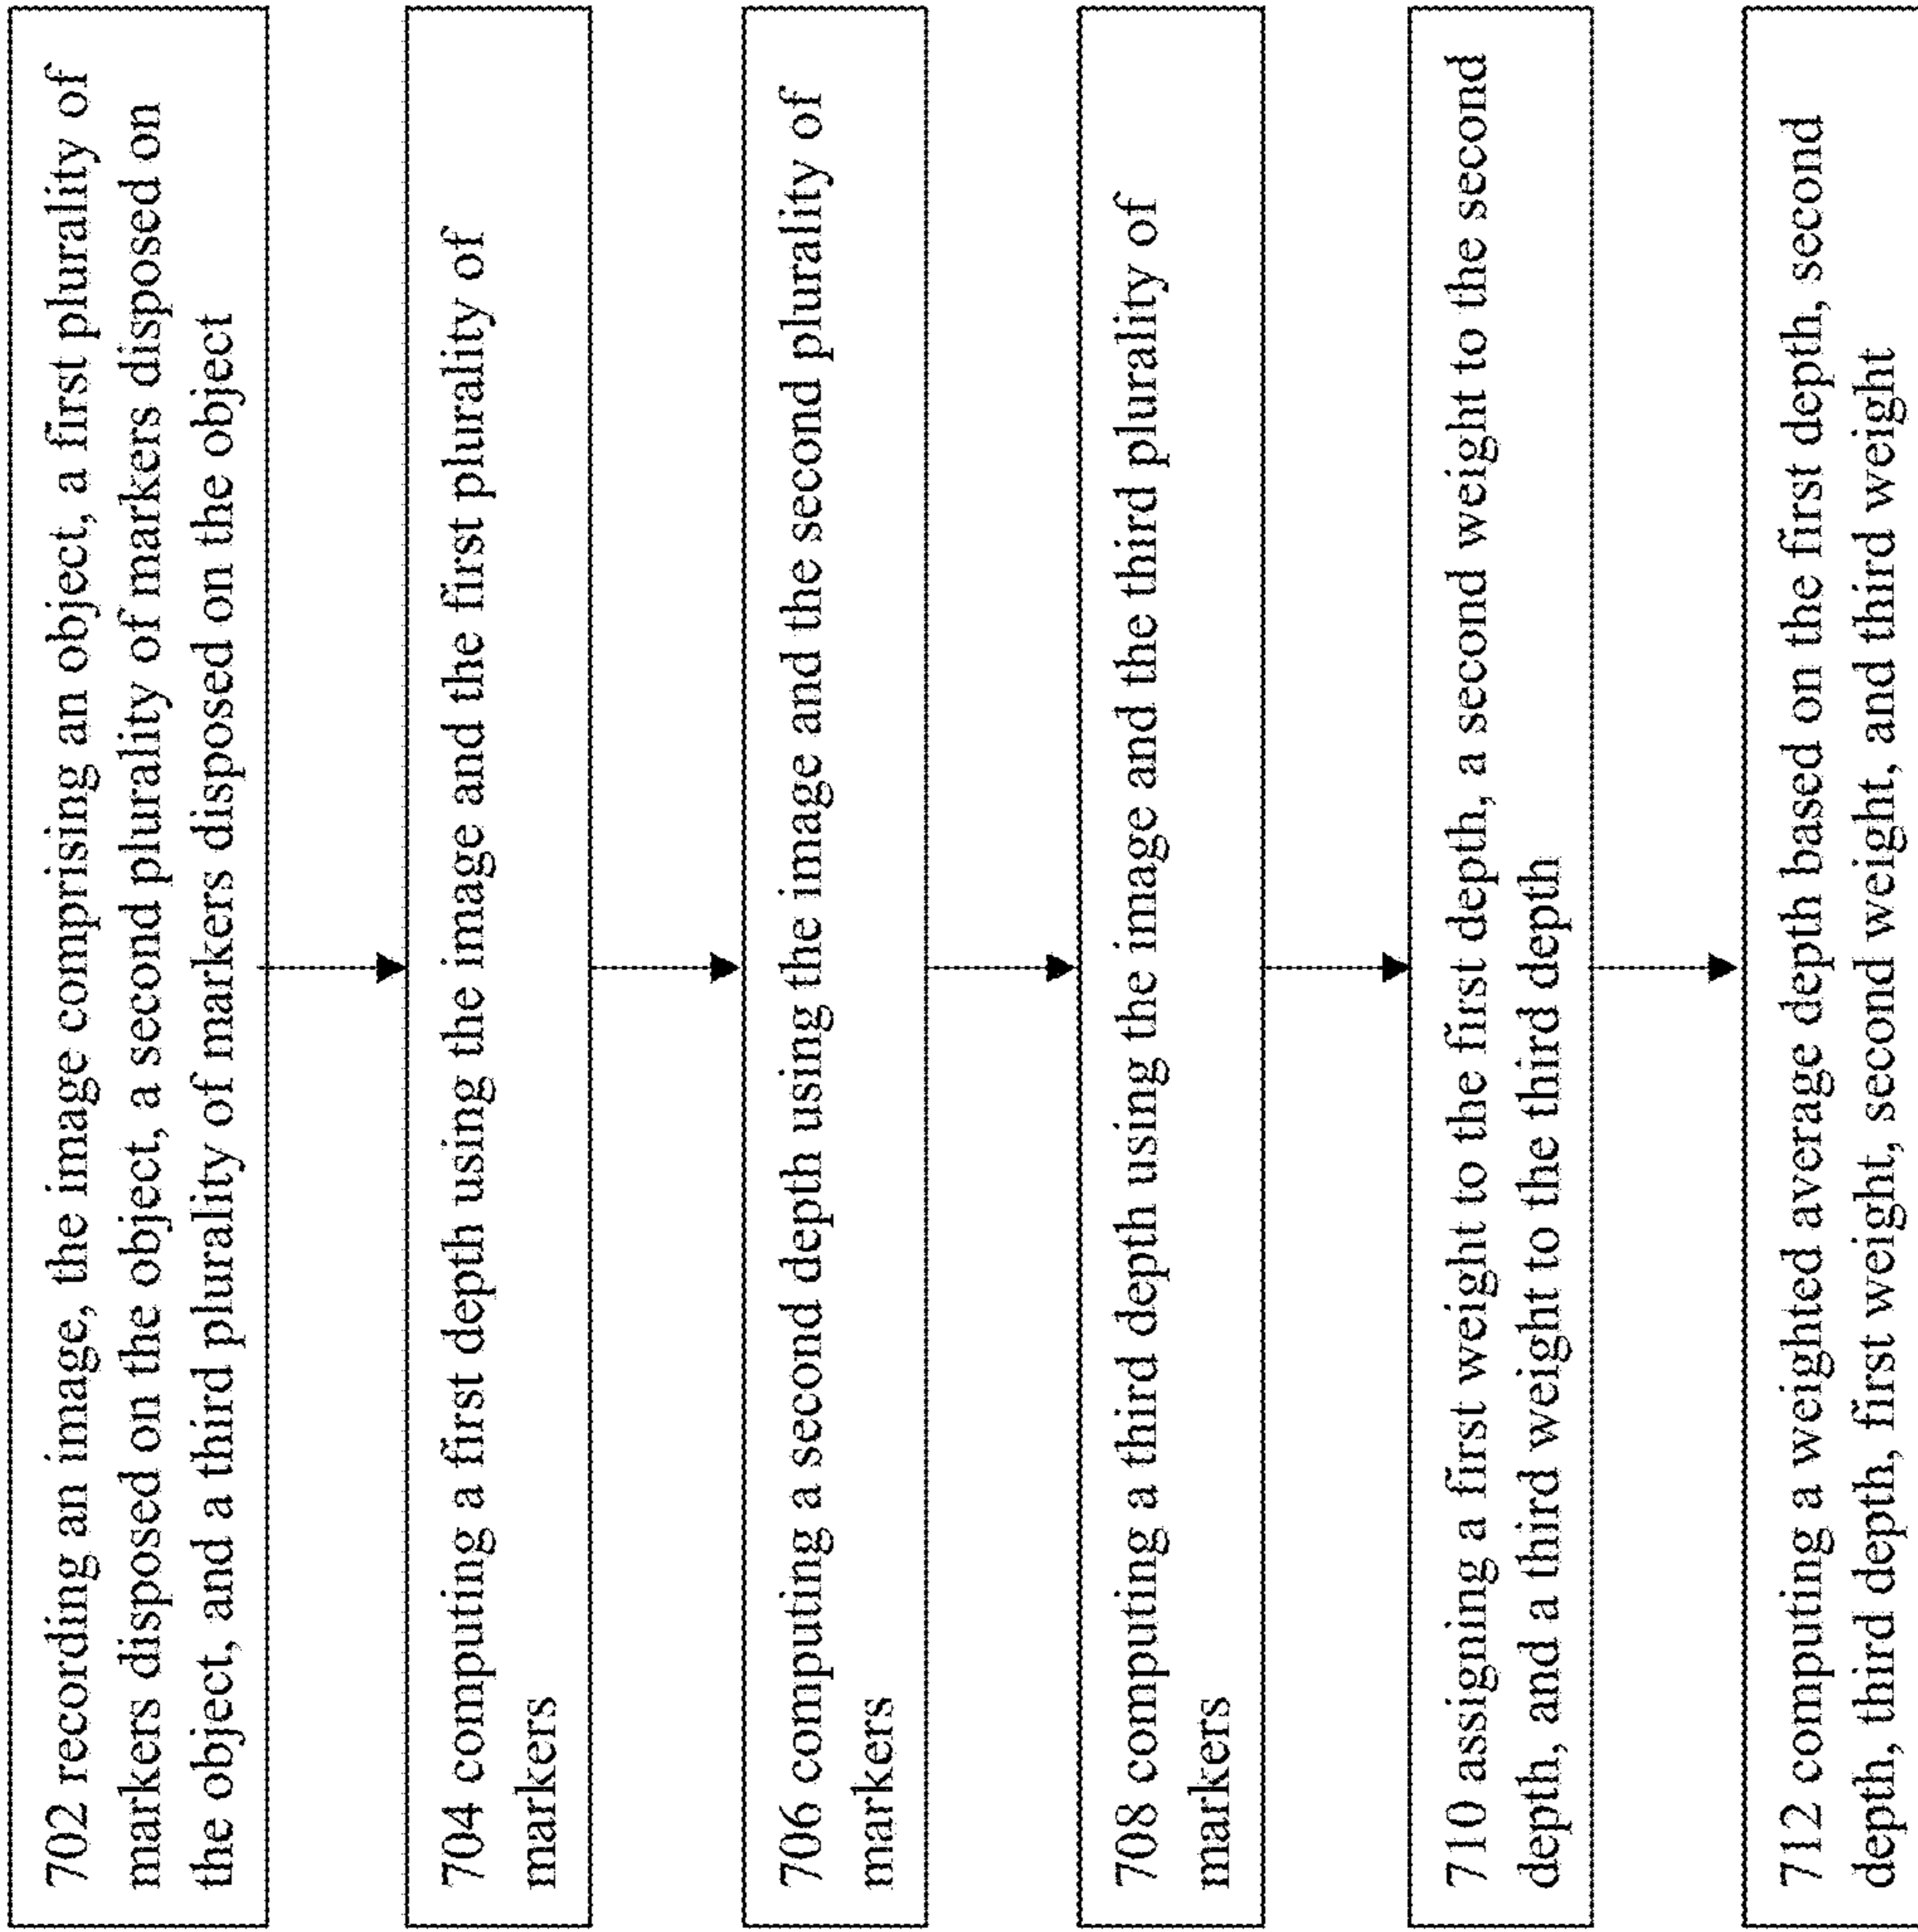 702 recording an image, the image comprising an object, a first plurality of
markers disposed on the object, a second plurality of markers disposed on
the object, and a third plurality of markers disposed on the object
704 computing a first depth using the image and the first plurality of
markers
706 computing a second depth using the image and the second plurality of
markers
708 computing a third depth using the image and the third plurality of
markers
710 assigning a first weight to the first depth, a second weight to the second
depth, and a third weight to the third depth
712 computing a weighted average depth based on the first depth, second
depth, third depth, first weight, second weight, and third weight